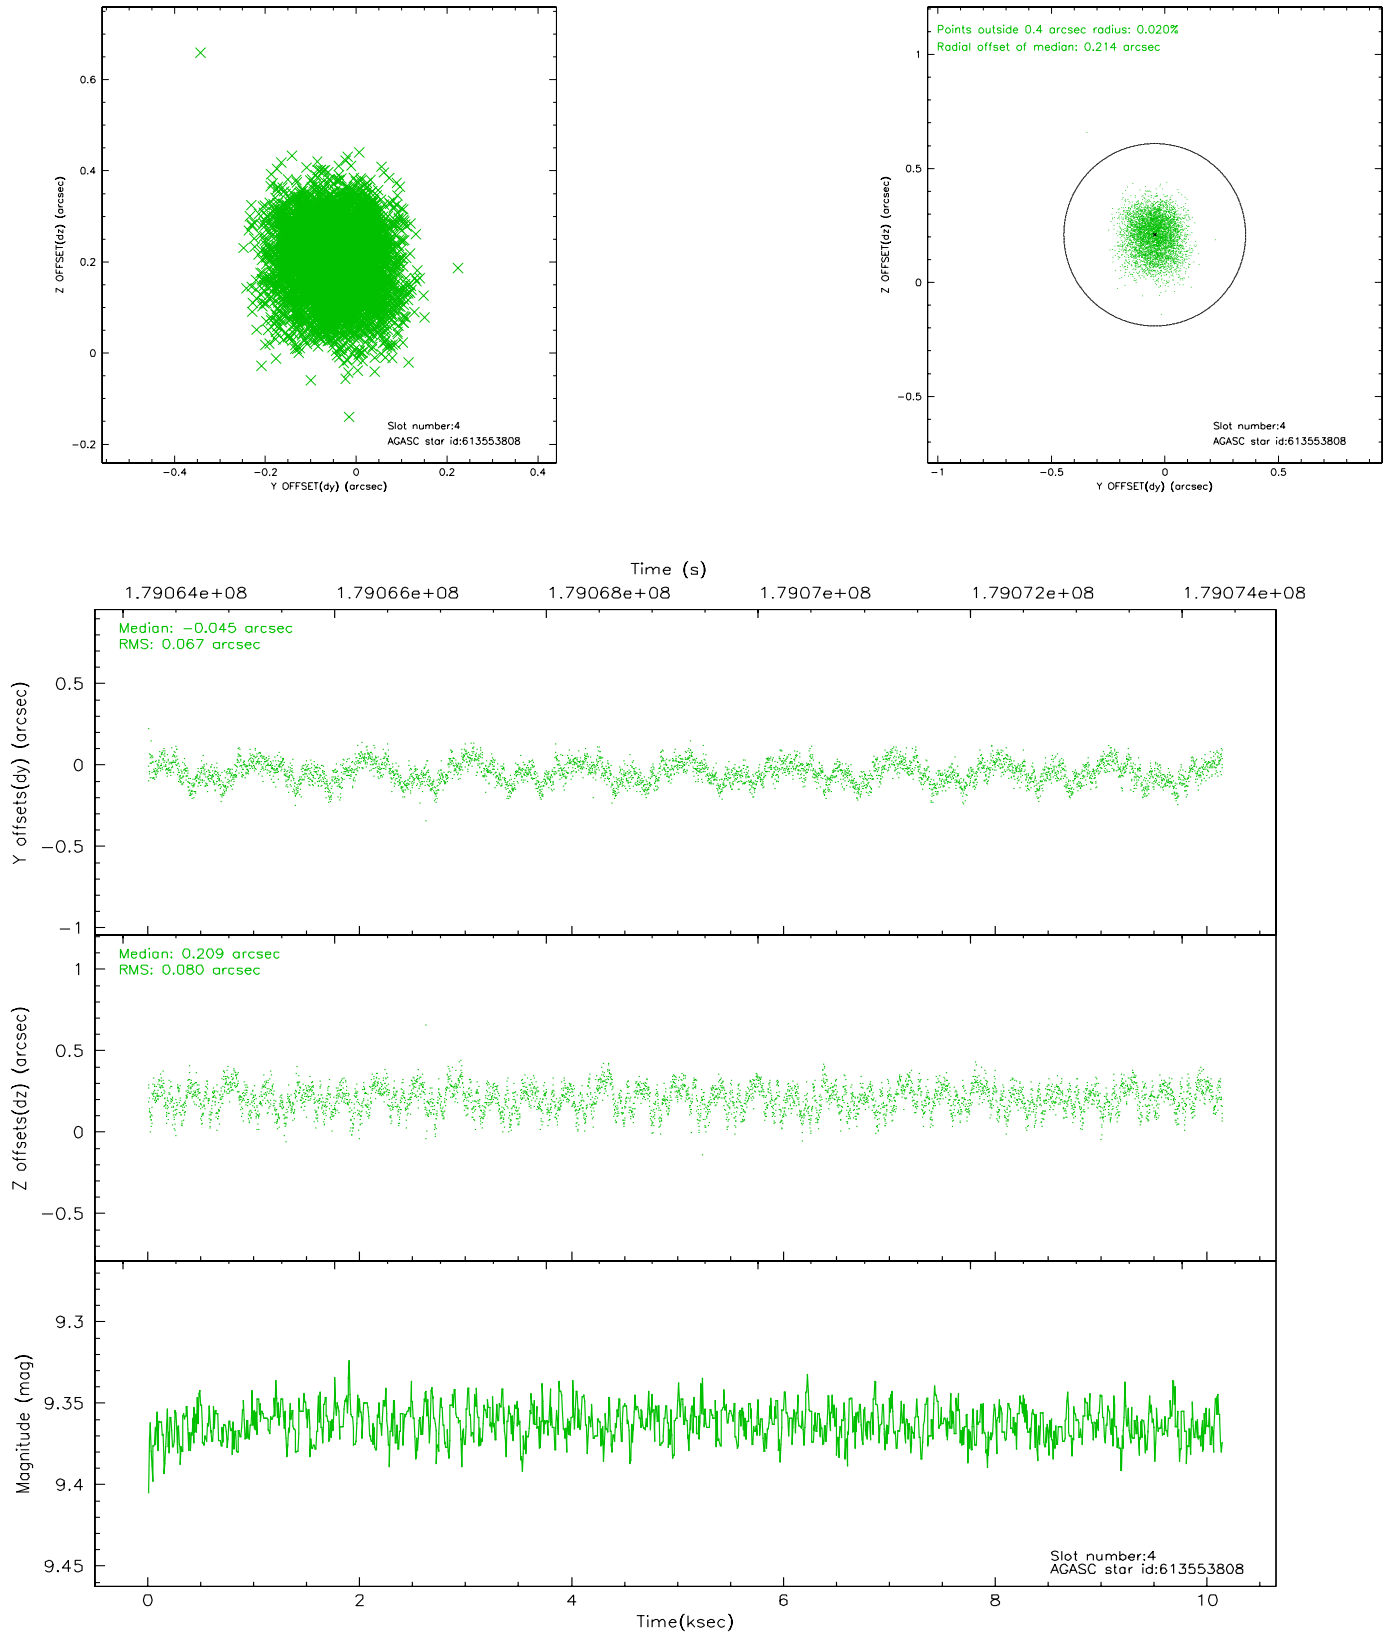 0.6
0.4
0.2
0
−0.2
−0.4
−0.2
0
0.2
0.4
Z OFFSET(dz) (arcsec)
Y OFFSET(dy) (arcsec)
Slot number:4
AGASC star id:613553808
Points outside 0.4 arcsec radius: 0.020%
Radial offset of median: 0.214 arcsec
1
0.5
0
−0.5
−1
−0.5
0
0.5
Z OFFSET(dz) (arcsec)
Y OFFSET(dy) (arcsec)
Slot number:4
AGASC star id:613553808
Time (s)
1.79064e+08 1.79066e+08 1.79068e+08 1.7907e+08 1.79072e+08 1.79074e+08
Median: −0.045 arcsec
RMS: 0.067 arcsec
0.5
0
−0.5
−1
Y offsets(dy) (arcsec)
Median: 0.209 arcsec
RMS: 0.080 arcsec
1
0.5
0
−0.5
Z offsets(dz) (arcsec)
9.3
9.35
9.4
9.45
Magnitude (mag)
Slot number:4
AGASC star id:613553808
0 2 4 6 8 10
Time(ksec)